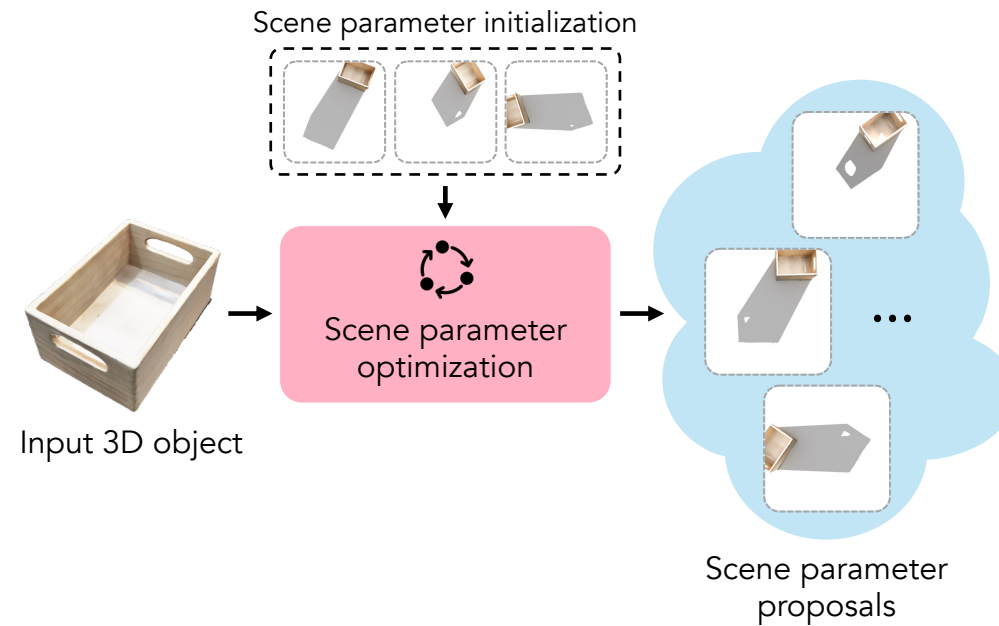 Scene parameter initialization
Scene parameter
optimization
Input 3D object
Scene parameter
proposals